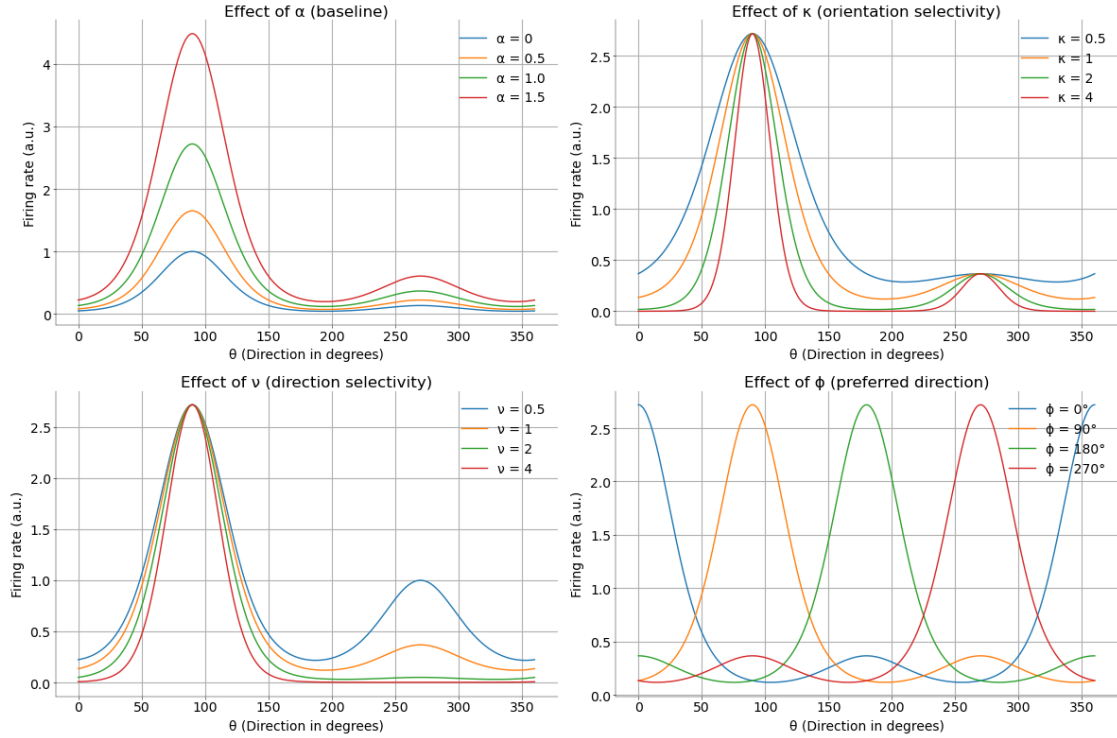 Effect of α (baseline)
α = 0
α = 0.5
α = 1.0
α = 1.5
4
3
2
1
0
Firing rate (a.u.)
0 50 100 150 200 250 300 350
θ (Direction in degrees)
Effect of κ (orientation selectivity)
κ = 0.5
κ = 1
κ = 2
κ = 4
2.5
2.0
1.5
1.0
0.5
0.0
Firing rate (a.u.)
0 50 100 150 200 250 300 350
θ (Direction in degrees)
Effect of ν (direction selectivity)
ν = 0.5
ν = 1
ν = 2
ν = 4
2.5
2.0
1.5
1.0
0.5
0.0
Firing rate (a.u.)
0 50 100 150 200 250 300 350
θ (Direction in degrees)
Effect of ϕ (preferred direction)
ϕ = 0°
ϕ = 90°
ϕ = 180°
ϕ = 270°
2.5
2.0
1.5
1.0
0.5
0.0
Firing rate (a.u.)
0 50 100 150 200 250 300 350
θ (Direction in degrees)